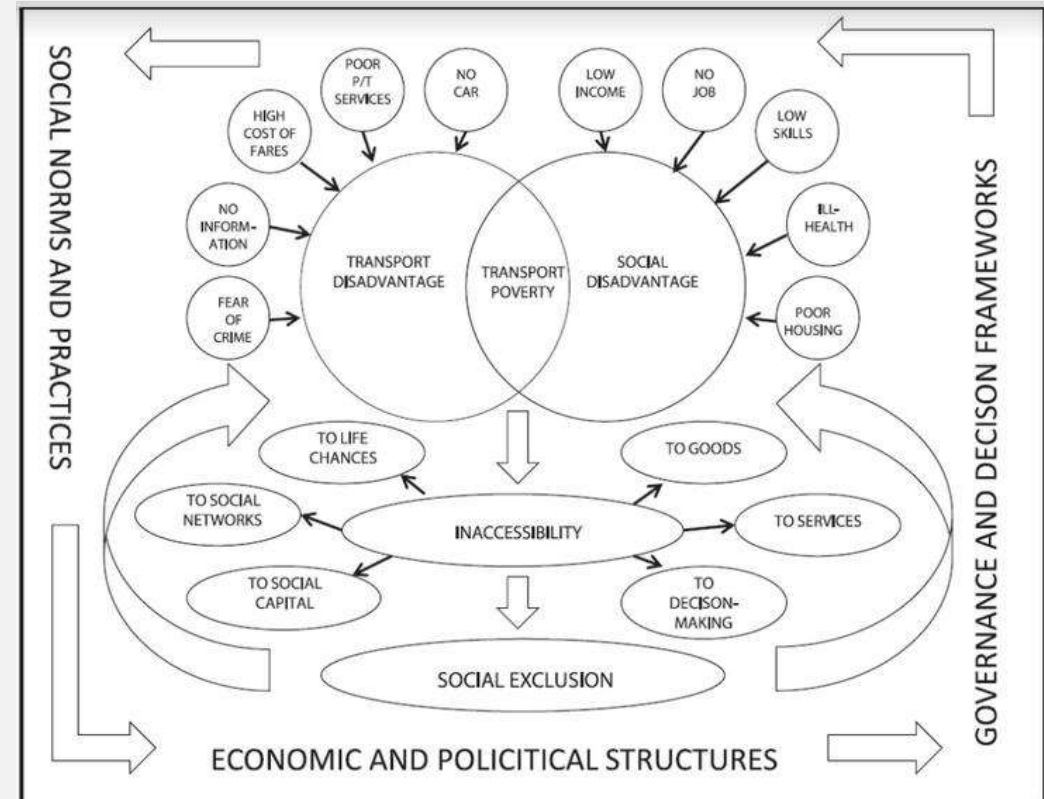 SOCIAL NORMS AND PRACTICES
POOR
P/T
SERVICES
NO
CAR
LOW
INCOME
NO
JOB
HIGH
COST OF
FARES
LOW
SKILLS
NO
INFORM-
ATION
ILL-
HEALTH
FEAR
OF
CRIME
POOR
HOUSING
TRANSPORT
DISADVANTAGE
TRANSPORT
POVERTY
SOCIAL
DISADVANTAGE
GOVERNANCE AND DECISON FRAMEWORKS
TO LIFE
CHANCES
TO GOODS
TO SOCIAL
NETWORKS
INACCESSIBILITY
TO SERVICES
TO SOCIAL
CAPITAL
TO
DECISON-
MAKING
SOCIAL EXCLUSION
ECONOMIC AND POLICITICAL STRUCTURES